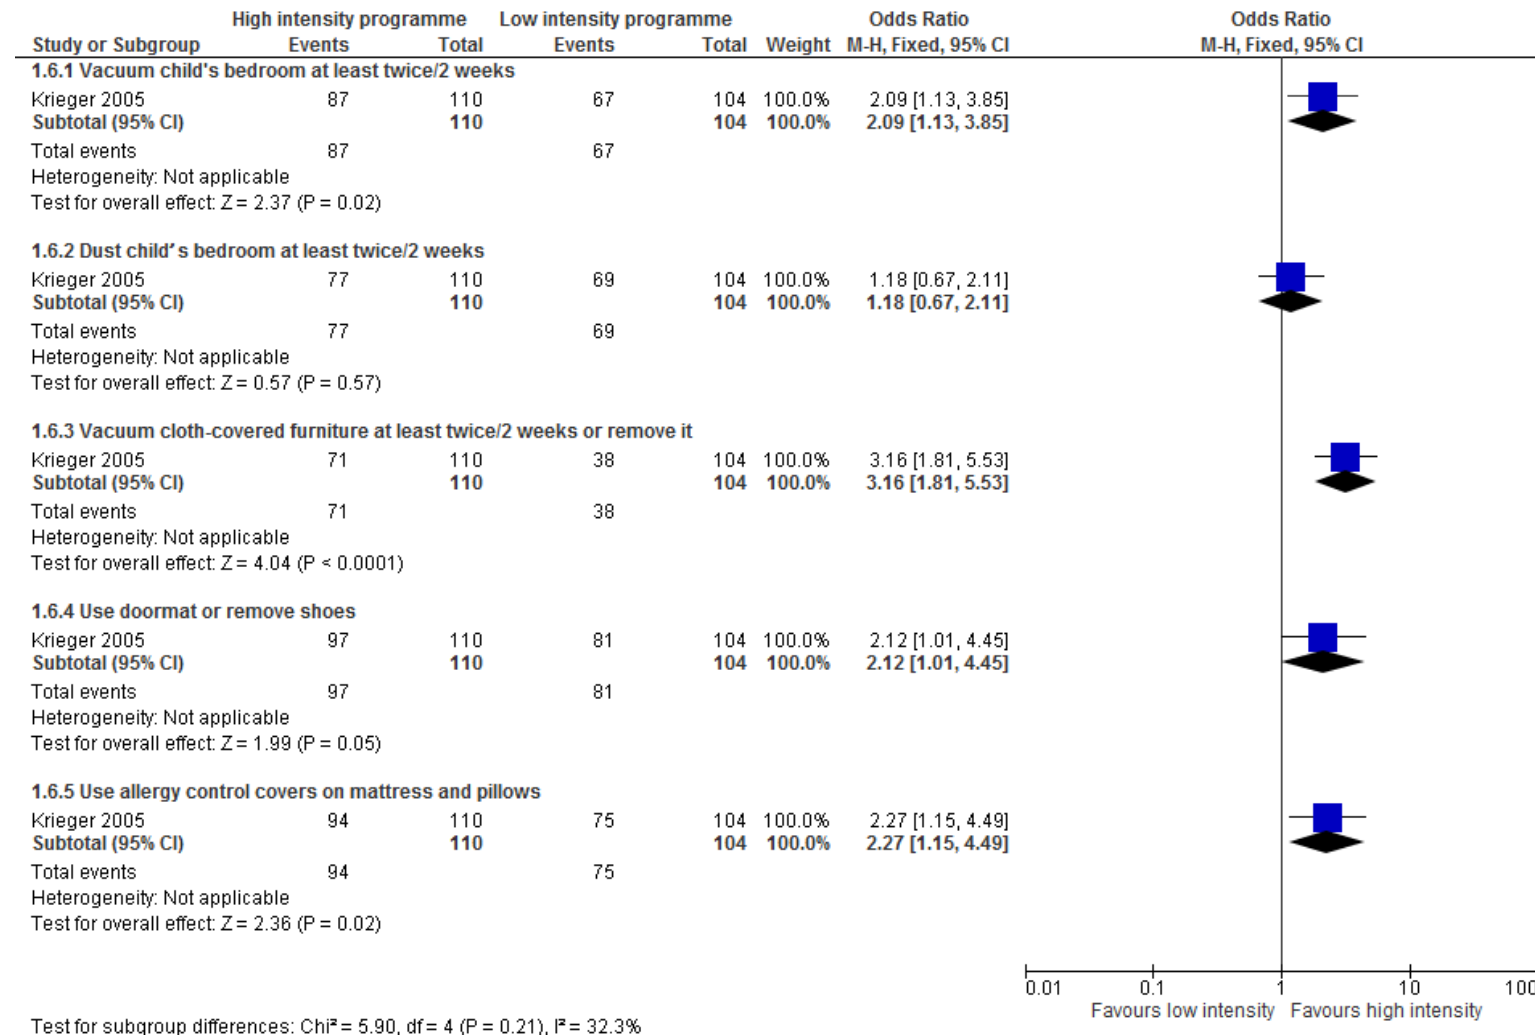 High intensity programme Low intensity programme Odds Ratio Odds Ratio
Study or Subgroup Events Total Events Total Weight M-H, Fixed, 95% CI M-H, Fixed, 95% CI
1.6.1 Vacuum child's bedroom at least twice/2 weeks
Krieger 2005 87 110 67 104 100.0% 2.09 [1.13, 3.85]
Subtotal (95% CI) 110 104 100.0% 2.09 [1.13, 3.85]
Total events 87 67
Heterogeneity: Not applicable
Test for overall effect: Z = 2.37 (P = 0.02)
1.6.2 Dust child's bedroom at least twice/2 weeks
Krieger 2005 77 110 69 104 100.0% 1.18 [0.67, 2.11]
Subtotal (95% CI) 110 104 100.0% 1.18 [0.67, 2.11]
Total events 77 69
Heterogeneity: Not applicable
Test for overall effect: Z = 0.57 (P = 0.57)
1.6.3 Vacuum cloth-covered furniture at least twice/2 weeks or remove it
Krieger 2005 71 110 38 104 100.0% 3.16 [1.81, 5.53]
Subtotal (95% CI) 110 104 100.0% 3.16 [1.81, 5.53]
Total events 71 38
Heterogeneity: Not applicable
Test for overall effect: Z = 4.04 (P < 0.0001)
1.6.4 Use doormat or remove shoes
Krieger 2005 97 110 81 104 100.0% 2.12 [1.01, 4.45]
Subtotal (95% CI) 110 104 100.0% 2.12 [1.01, 4.45]
Total events 97 81
Heterogeneity: Not applicable
Test for overall effect: Z = 1.99 (P = 0.05)
1.6.5 Use allergy control covers on mattress and pillows
Krieger 2005 94 110 75 104 100.0% 2.27 [1.15, 4.49]
Subtotal (95% CI) 110 104 100.0% 2.27 [1.15, 4.49]
Total events 94 75
Heterogeneity: Not applicable
Test for overall effect: Z = 2.36 (P = 0.02)
0.01 0.1 1 10 100
Favours low intensity Favours high intensity
Test for subgroup differences: Chi² = 5.90, df = 4 (P = 0.21), I² = 32.3%